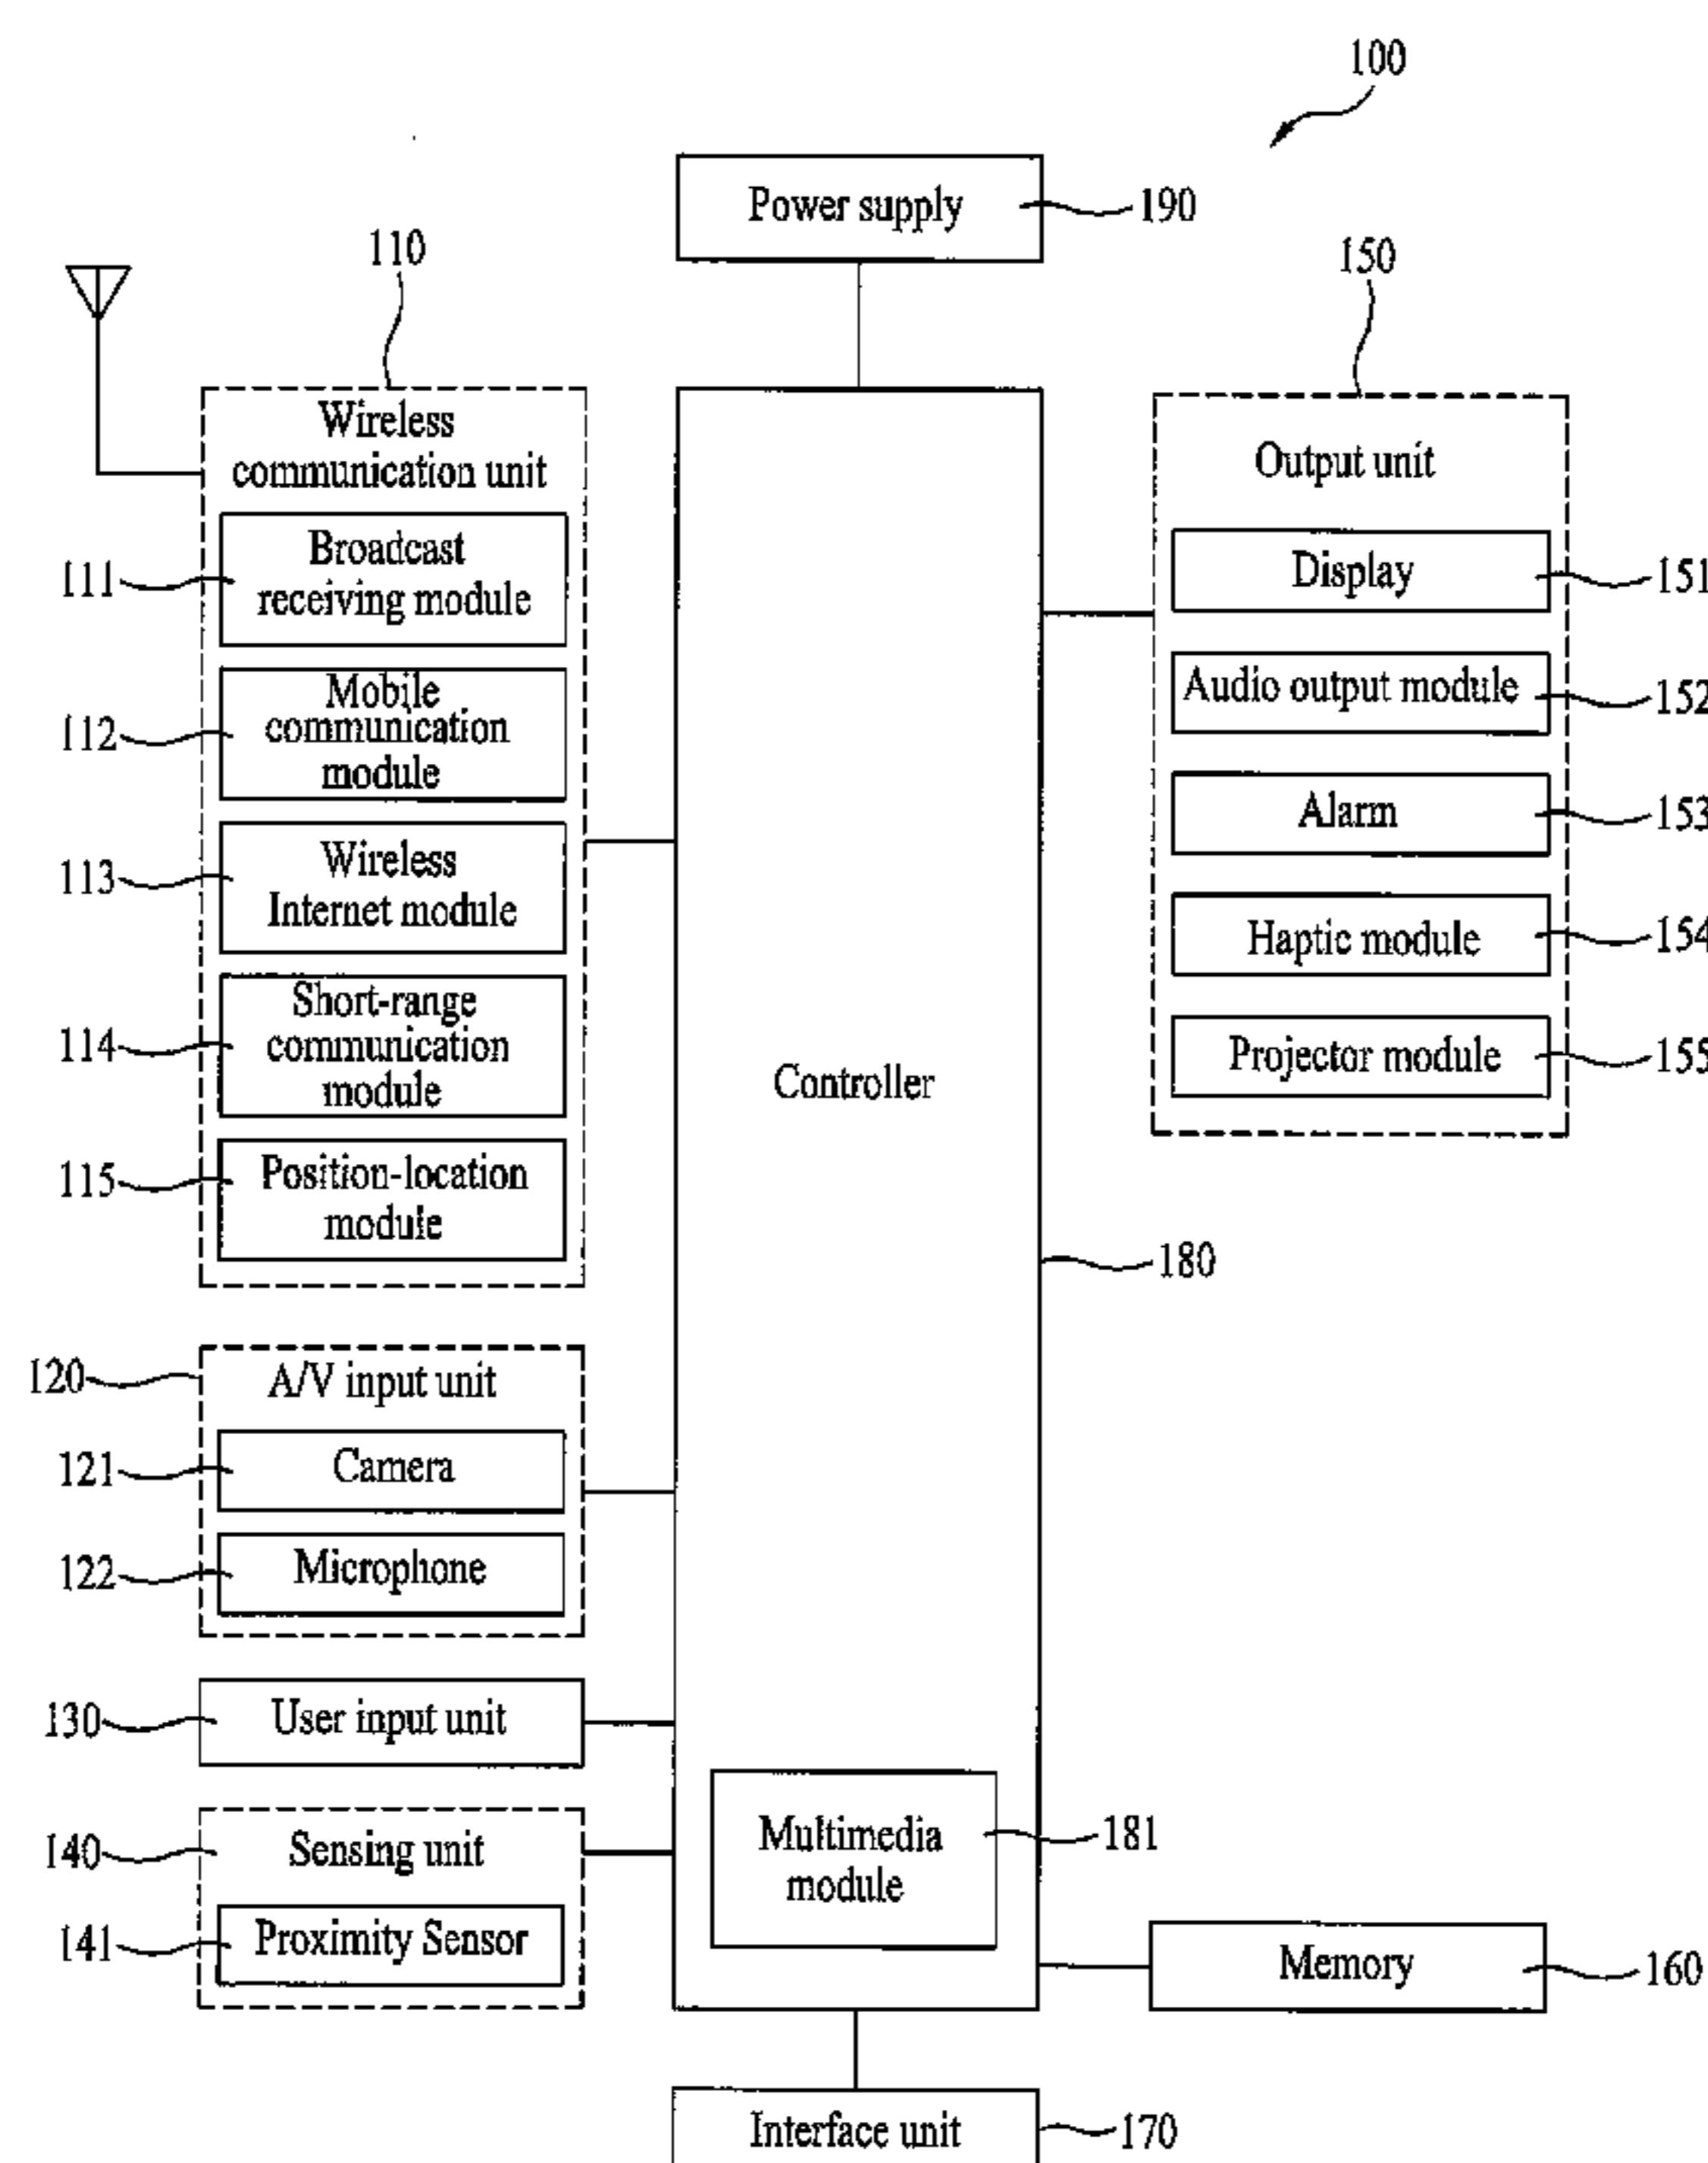 100
Power supply
190
110
150
Wireless
communication unit
Broadcast
receiving module
111
Mobile
communication
module
112
Wireless
Internet module
113
Short-range
communication
module
114
Position-location
module
115
Output unit
Display
151
Audio output module
152
Alarm
153
Haptic module
154
Projector module
155
Controller
180
120
A/V input unit
121
Camera
122
Microphone
130
User input unit
140
Sensing unit
141
Proximity Sensor
Multimedia
module
181
Memory
160
Interface unit
170